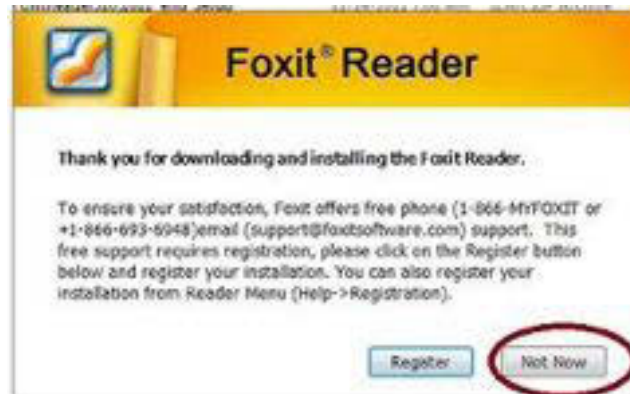 Foxit® Reader
Thank you for downloading and installing the Foxit Reader.
To ensure your satisfaction, Foxit offers free phone (1-866-MYFOXIT or
+1-866-693-6948)email (support@foxitsoftware.com) support. This
free support requires registration, please click on the Register button
below and register your installation. You can also register your
installation from Reader Menu (Help->Registration).
Register
Not Now